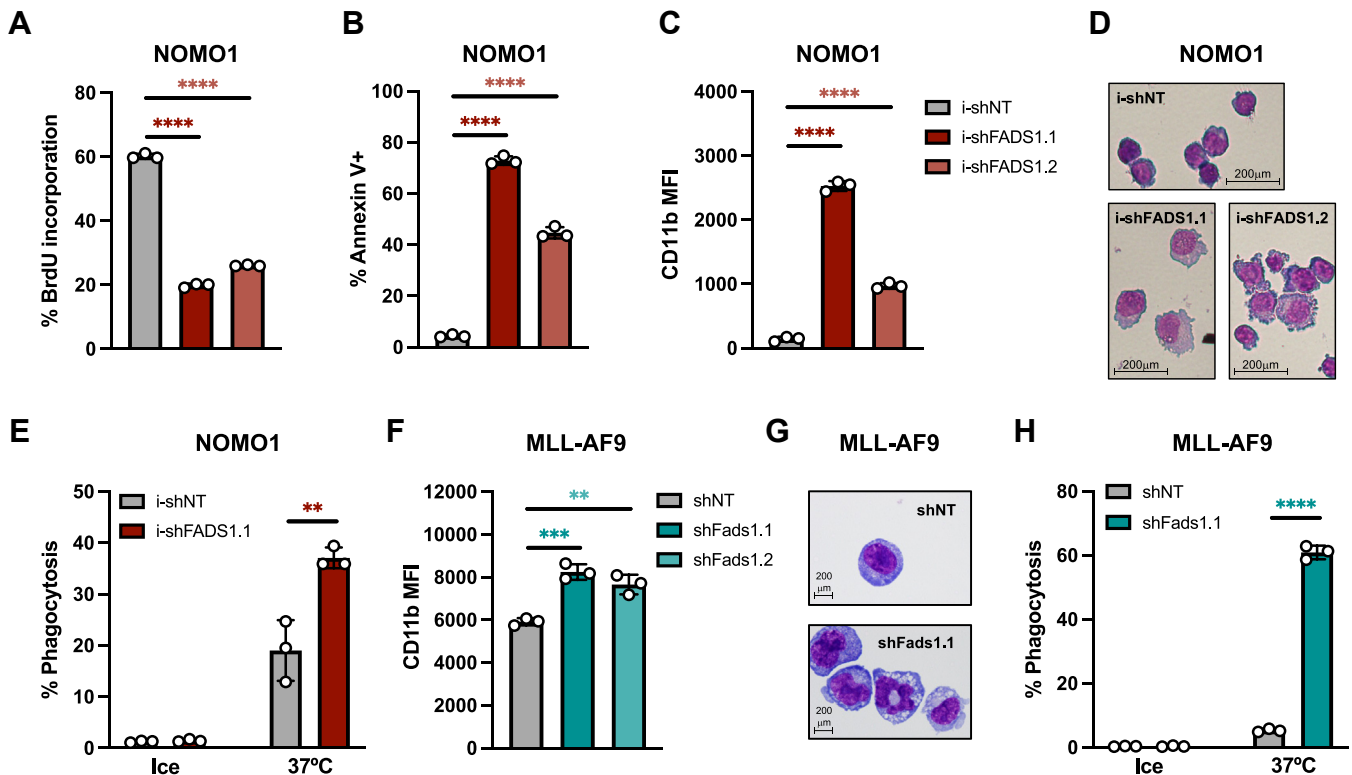 A
NOMO1
% BrdU incorporation
80
60
40
20
0
****
****
B
NOMO1
% Annexin V+
100
80
60
40
20
0
****
****
C
NOMO1
CD11b MFI
4000
3000
2000
1000
0
****
****
i-shNT
i-shFADS1.1
i-shFADS1.2
D
NOMO1
i-shNT
200μm
i-shFADS1.1
200μm
i-shFADS1.2
200μm
E
NOMO1
% Phagocytosis
50
40
30
20
10
0
i-shNT
i-shFADS1.1
**
Ice
37ºC
F
MLL-AF9
CD11b MFI
12000
10000
8000
6000
4000
2000
0
**
***
shNT
shFads1.1
shFads1.2
G
MLL-AF9
shNT
200
μm
shFads1.1
200
μm
H
MLL-AF9
% Phagocytosis
80
60
40
20
0
shNT
shFads1.1
****
Ice
37ºC